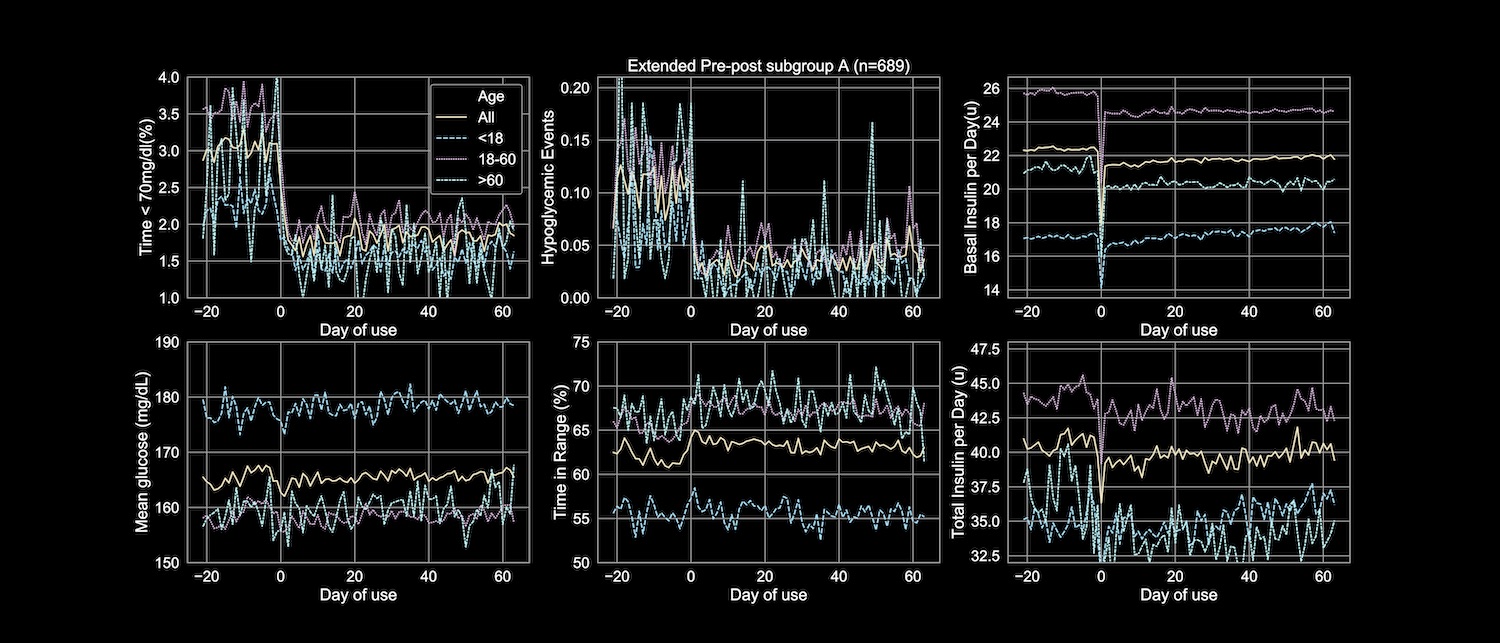 Extended Pre-post subgroup A (n=689)
Time < 70mg/dl(%)
4.0
3.5
3.0
2.5
2.0
1.5
1.0
Age
All
<18
18-60
>60
−20 0 20 40 60
Day of use
Hypoglycemic Events
0.20
0.15
0.10
0.05
0.00
−20 0 20 40 60
Day of use
Basal Insulin per Day(u)
26
24
22
20
18
16
14
−20 0 20 40 60
Day of use
Mean glucose (mg/dL)
190
180
170
160
150
−20 0 20 40 60
Day of use
Time in Range (%)
75
70
65
60
55
50
−20 0 20 40 60
Day of use
Total Insulin per Day (u)
47.5
45.0
42.5
40.0
37.5
35.0
32.5
−20 0 20 40 60
Day of use